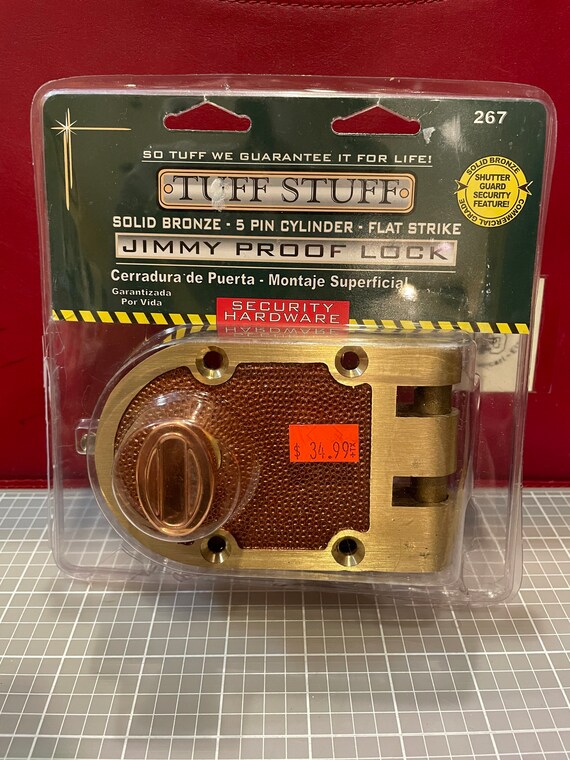 267
SO TUFF WE GUARANTEE IT FOR LIFE!
TUFF STUFF
SOLID BRONZE - 5 PIN CYLINDER - FLAT STRIKE
JIMMY PROOF LOCK
Cerradura de Puerta - Montaje Superficial
Garantizada
Por Vida
SECURITY
HARDWARE
SOLID BRONZE
SHUTTER
GUARD
SECURITY
FEATURE!
COMMERCIAL GRADE
$ 34.99